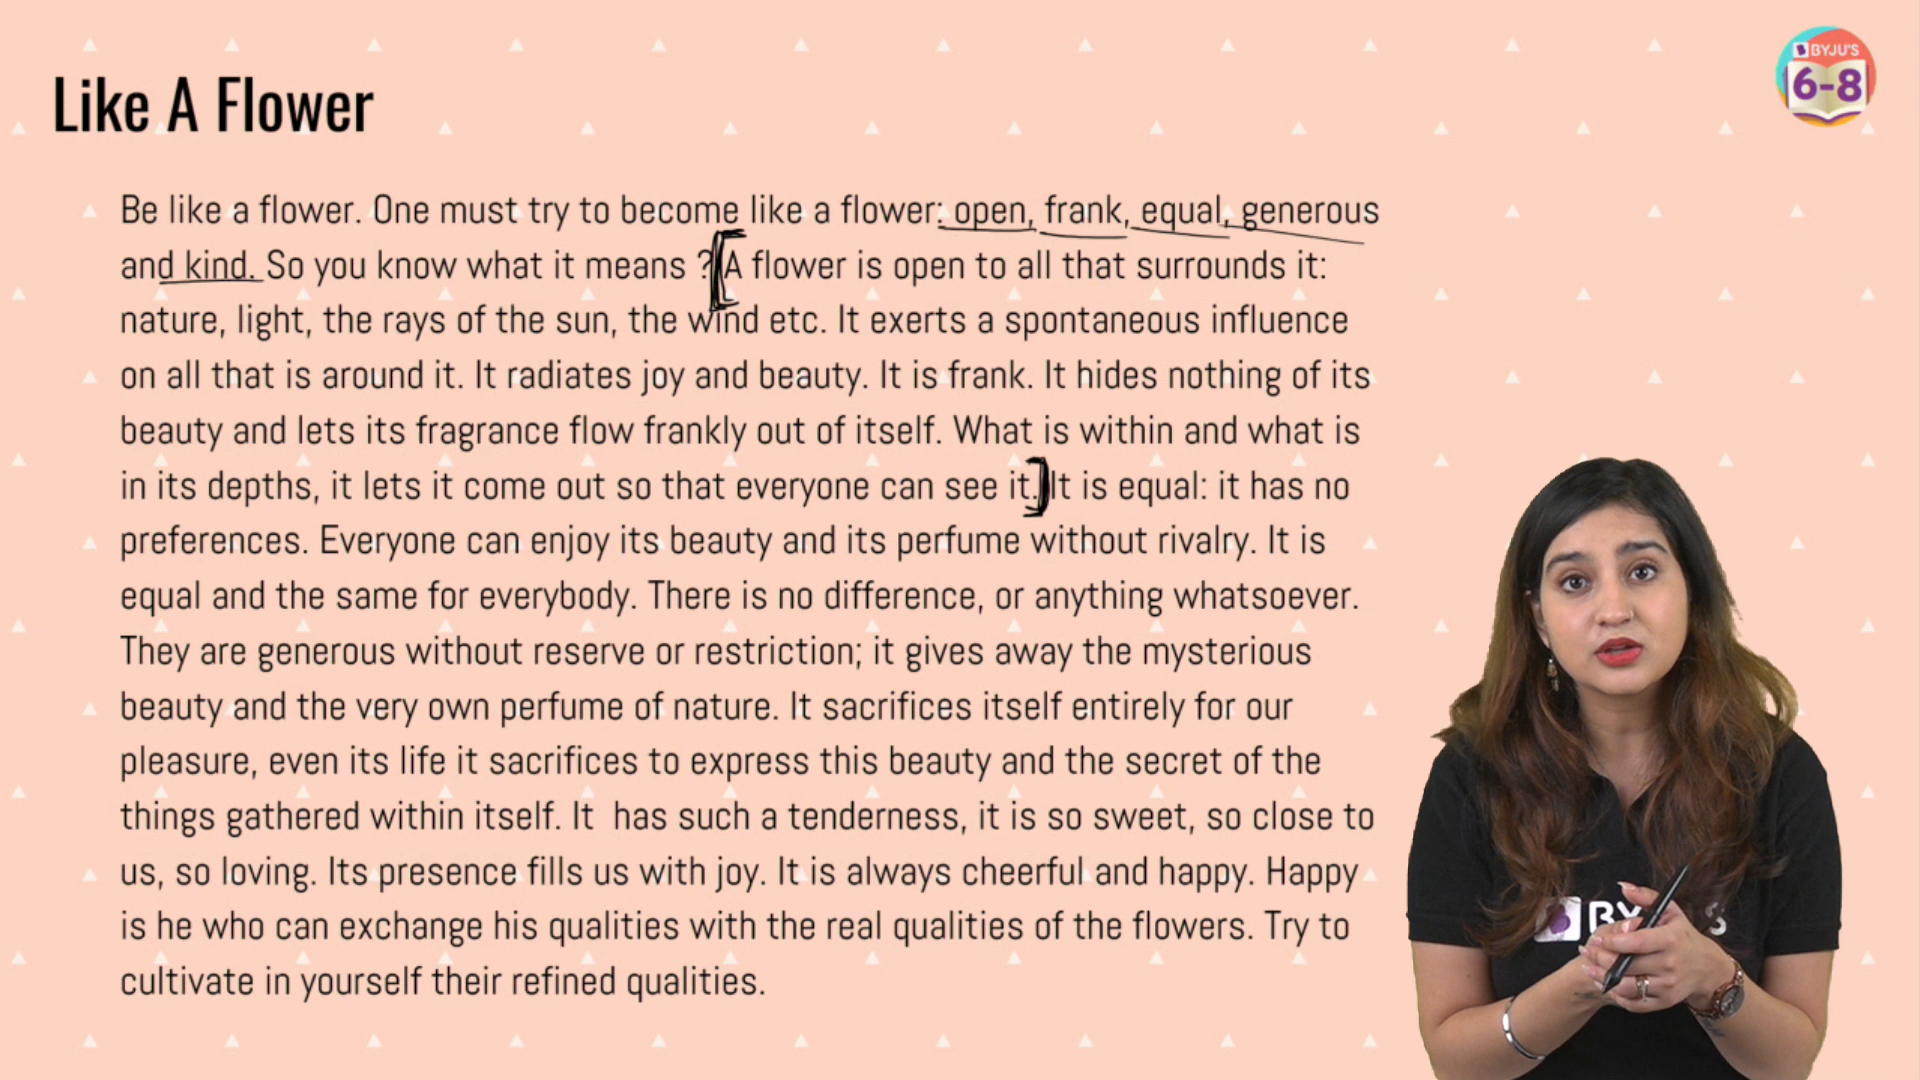 BYJU'S
6-8
Like A Flower
Be like a flower. One must try to become like a flower: open, frank, equal, generous
and kind. So you know what it means ? A flower is open to all that surrounds it:
nature, light, the rays of the sun, the wind etc. It exerts a spontaneous influence
on all that is around it. It radiates joy and beauty. It is frank. It hides nothing of its
beauty and lets its fragrance flow frankly out of itself. What is within and what is
in its depths, it lets it come out so that everyone can see it. It is equal: it has no
preferences. Everyone can enjoy its beauty and its perfume without rivalry. It is
equal and the same for everybody. There is no difference, or anything whatsoever.
They are generous without reserve or restriction; it gives away the mysterious
beauty and the very own perfume of nature. It sacrifices itself entirely for our
pleasure, even its life it sacrifices to express this beauty and the secret of the
things gathered within itself. It  has such a tenderness, it is so sweet, so close to
us, so loving. Its presence fills us with joy. It is always cheerful and happy. Happy
is he who can exchange his qualities with the real qualities of the flowers. Try to
cultivate in yourself their refined qualities.